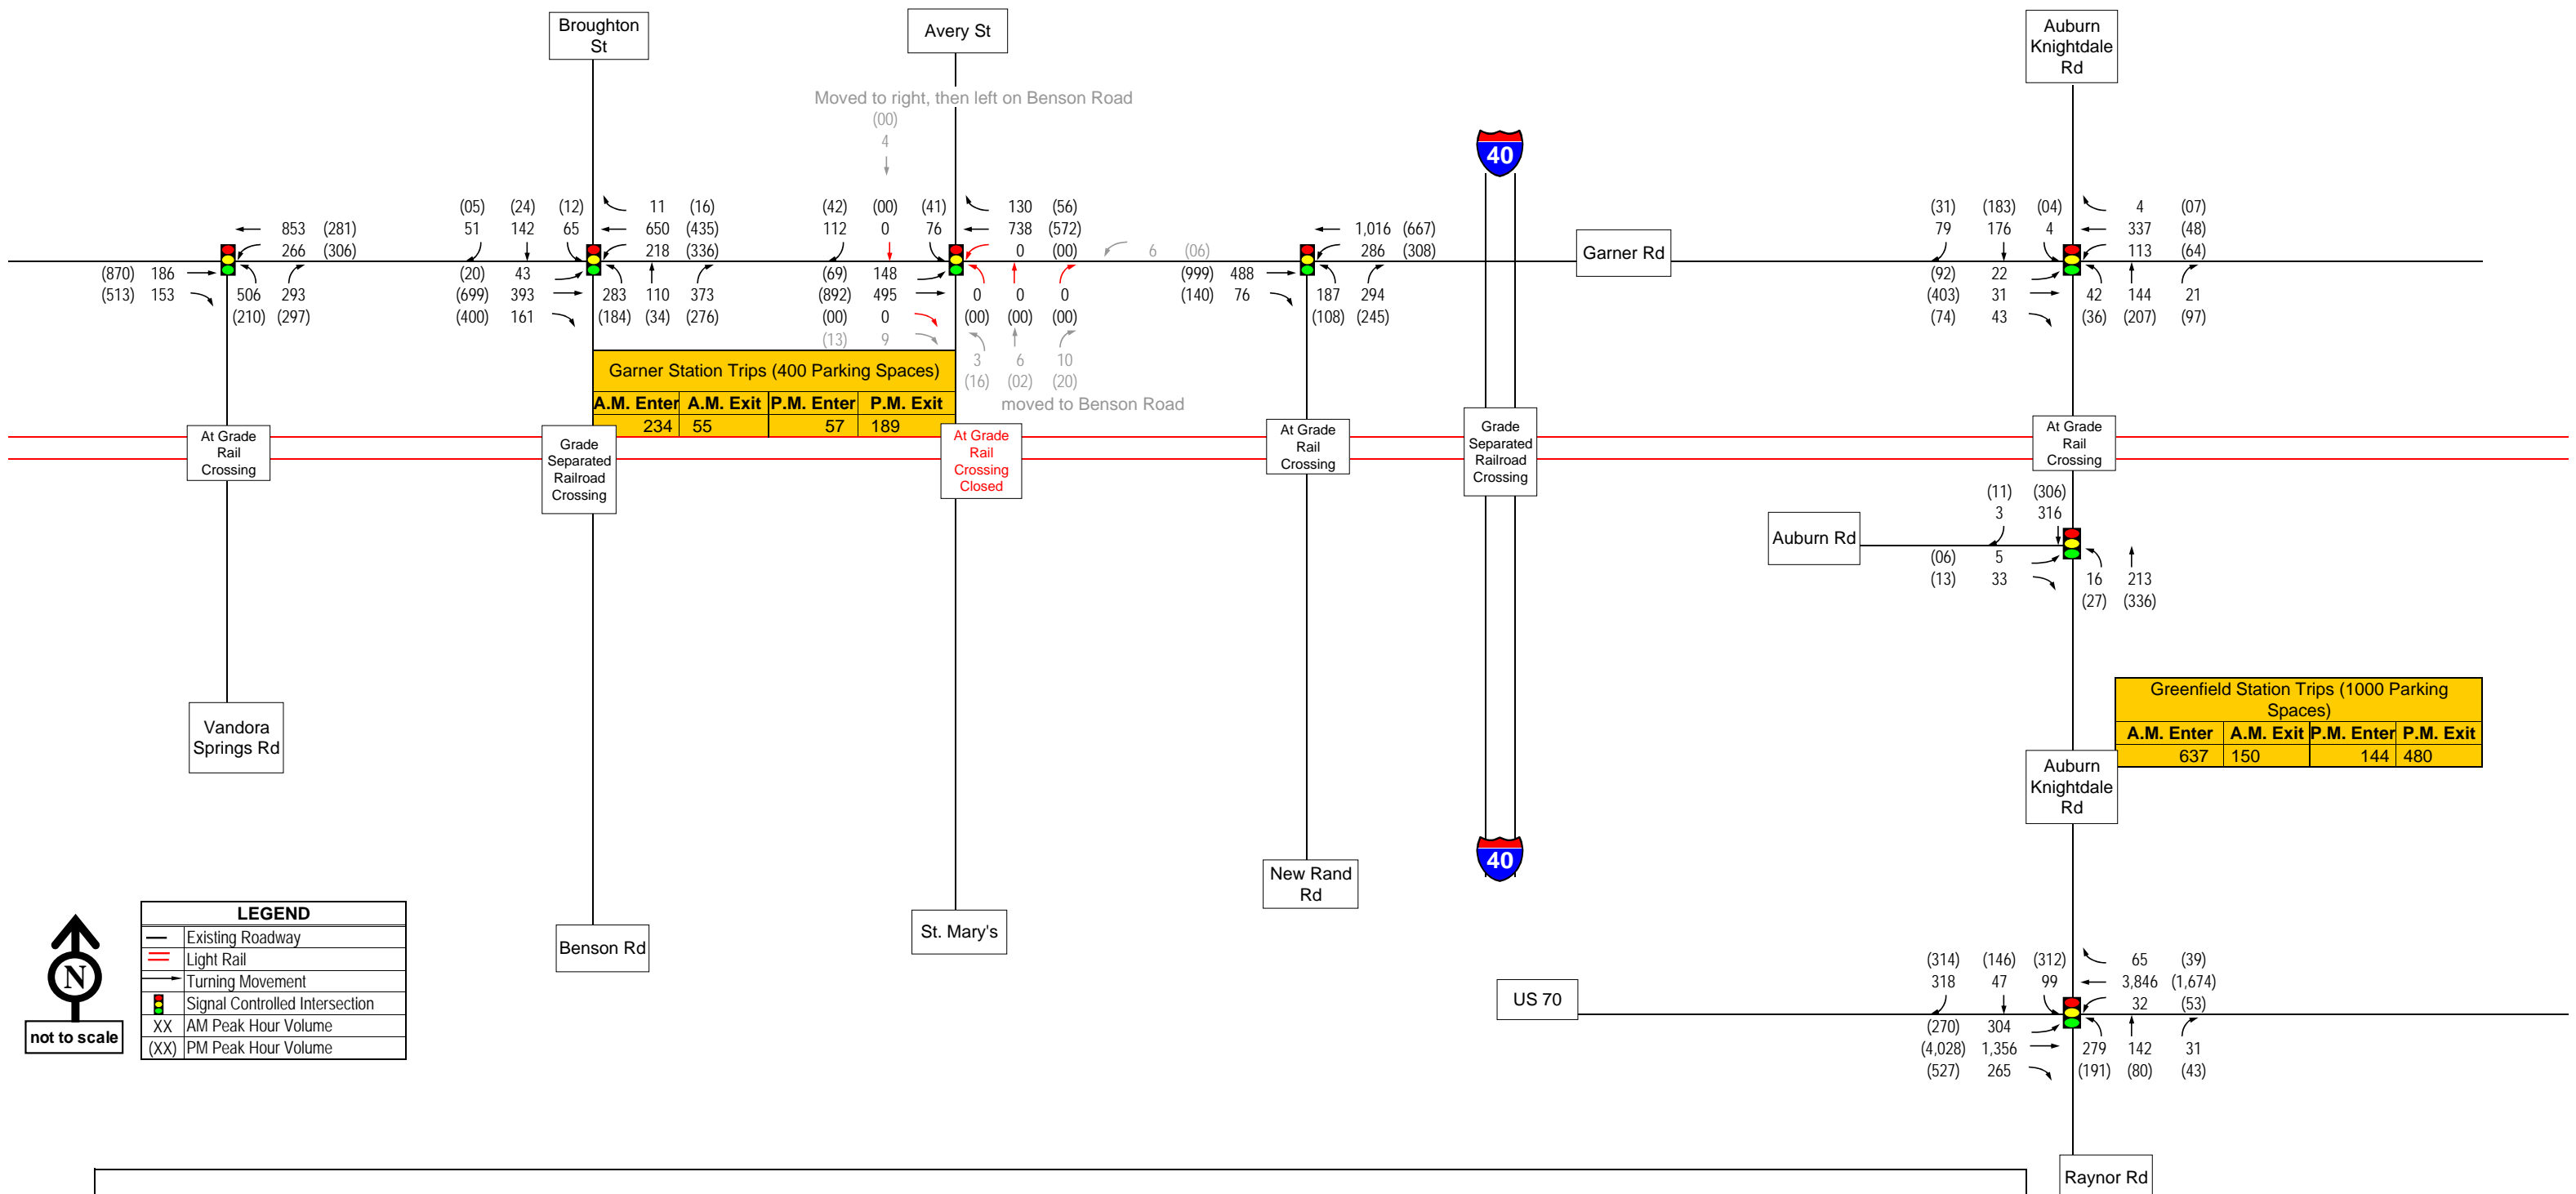 Broughton
St
Avery St
Auburn
Knightdale
Rd
Moved to right, then left on Benson Road
(00)
4
40
853 (281)
266 (306)
(870) 186
(513) 153
506 293
(210) (297)
(05) (24) (12)
51 142 65
11 (16)
650 (435)
218 (336)
(20) 43
(699) 393
(400) 161
283 110 373
(184) (34) (276)
(42) (00) (41)
112 0 76
130 (56)
738 (572)
0 (00)
6 (06)
(69) 148
(892) 495
(00) 0
(13) 9
0 0 0
(00) (00) (00)
3 6 10
(16) (02) (20)
moved to Benson Road
1,016 (667)
286 (308)
(999) 488
(140) 76
187 294
(108) (245)
Garner Rd
(31) (183) (04)
79 176 4
4 (07)
337 (48)
113 (64)
(92) 22
(403) 31
(74) 43
42 144 21
(36) (207) (97)
Garner Station Trips (400 Parking Spaces)
A.M. Enter A.M. Exit P.M. Enter P.M. Exit
234 55 57 189
At Grade
Rail
Crossing
Grade
Separated
Railroad
Crossing
At Grade
Rail
Crossing
Closed
At Grade
Rail
Crossing
Grade
Separated
Railroad
Crossing
At Grade
Rail
Crossing
Auburn Rd
(11) (306)
3 316
(06) 5
(13) 33
16 213
(27) (336)
Vandora
Springs Rd
Greenfield Station Trips (1000 Parking
Spaces)
A.M. Enter A.M. Exit P.M. Enter P.M. Exit
637 150 144 480
Auburn
Knightdale
Rd
40
New Rand
Rd
St. Mary's
Benson Rd
N
not to scale
LEGEND
Existing Roadway
Light Rail
Turning Movement
Signal Controlled Intersection
XX AM Peak Hour Volume
(XX) PM Peak Hour Volume
US 70
(314) (146) (312)
318 47 99
65 (39)
3,846 (1,674)
32 (53)
(270) 304
(4,028) 1,356
(527) 265
279 142 31
(191) (80) (43)
Raynor Rd